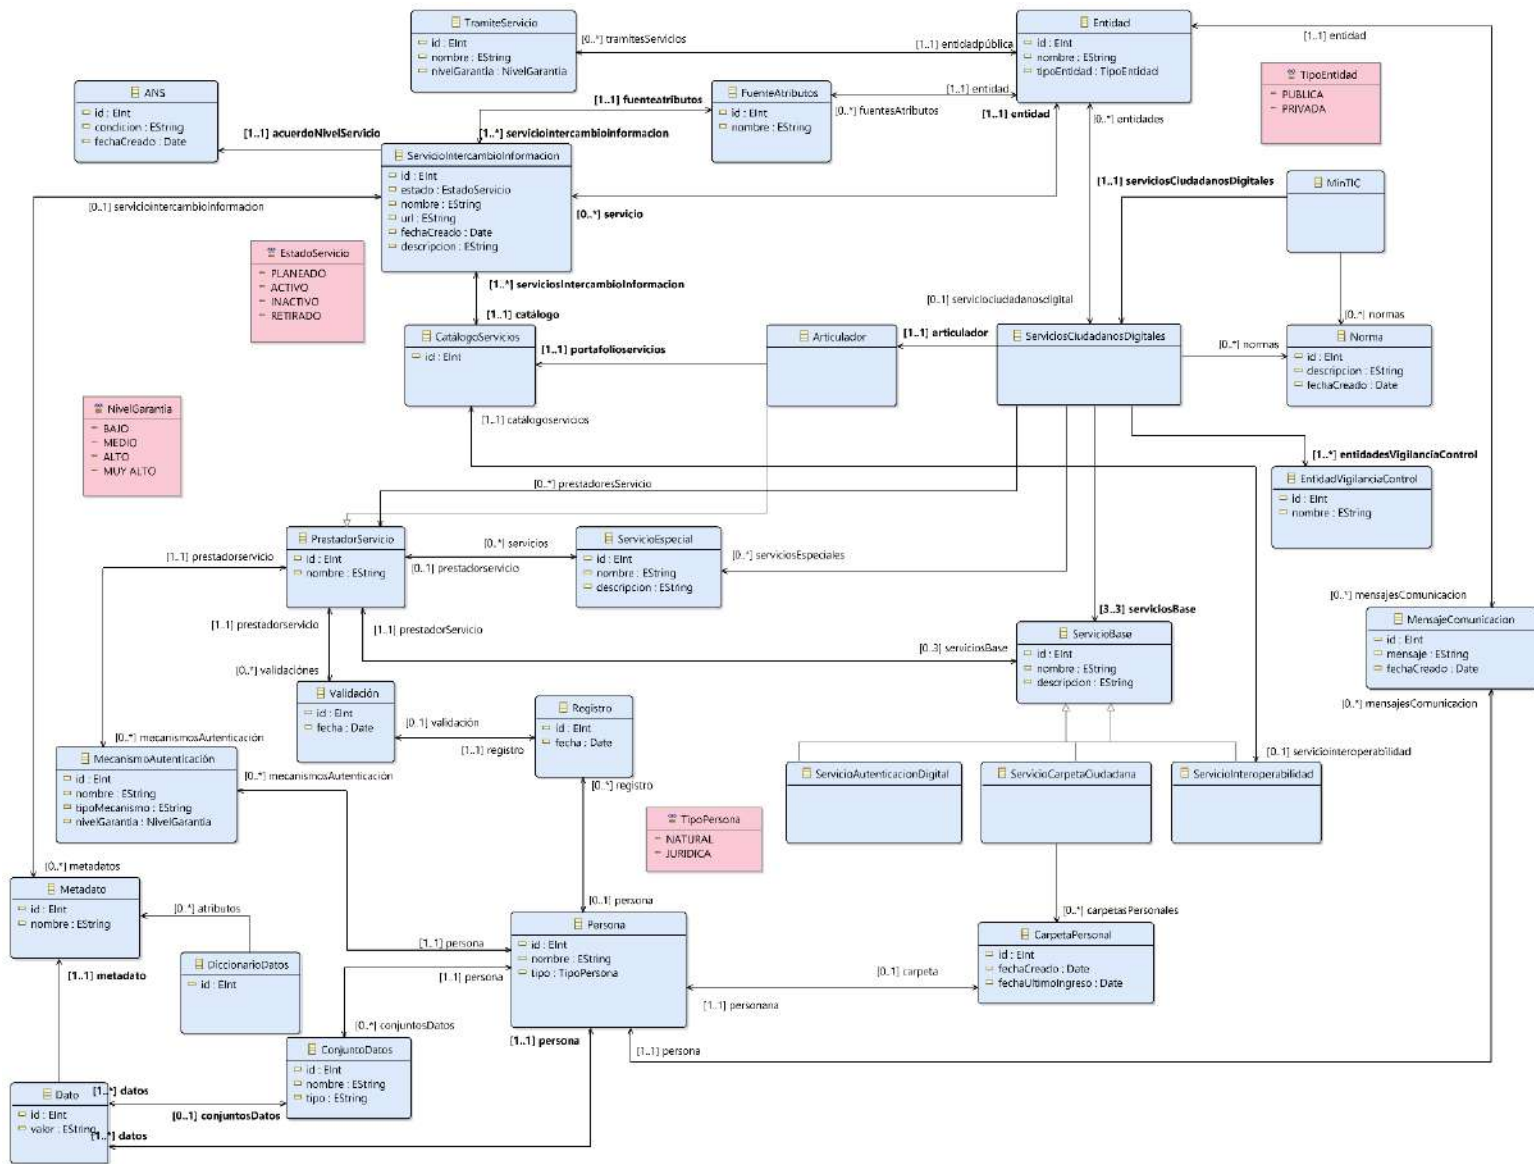 TramiteServicio
id : EInt
nombre : EString
nivelGarantia : NivelGarantia
[0..*] tramitesServicios
[1..1] entidadpública
Entidad
id : EInt
nombre : EString
tipoEntidad : TipoEntidad
[1..1] entidad
TipoEntidad
PUBLICA
PRIVADA
ANS
id : EInt
condicion : EString
fechaCreado : Date
[1..1] acuerdoNivelServicio
[1..1] fuenteatributos
FuenteAtributos
id : EInt
nombre : EString
[1..1] entidad
[0..*] fuentesAtributos
[1..1] entidad
[0..*] entidades
[1..*] serviciointercambioinformacion
ServicioIntercambioInformacion
id : EInt
estado : EstadoServicio
nombre : EString
url : EString
fechaCreado : Date
descripcion : EString
[0..1] serviciointercambioinformacion
[0..*] servicio
[1..1] serviciosCiudadanosDigitales
MinTIC
EstadoServicio
PLANEADO
ACTIVO
INACTIVO
RETIRADO
[1..*] serviciosIntercambioInformacion
[1..1] catálogo
[0..1] serviciociudadanosdigital
[0..*] normas
CatálogoServicios
id : EInt
[1..1] portafolioservicios
Articulador
[1..1] articulador
ServiciosCiudadanosDigitales
[0..*] normas
Norma
id : EInt
descripcion : EString
fechaCreado : Date
NivelGarantia
BAJO
MEDIO
ALTO
MUY ALTO
[1..1] catálogoservicios
[1..*] entidadesVigilanciaControl
EntidadVigilanciaControl
id : EInt
nombre : EString
[0..*] prestadoresServicio
PrestadorServicio
id : EInt
nombre : EString
[1..1] prestadorservicio
[0..*] servicios
[0..1] prestadorservicio
ServicioEspecial
id : EInt
nombre : EString
descripcion : EString
[0..*] serviciosEspeciales
[1..1] prestadorservicio
[1..1] prestadorServicio
[3..3] serviciosBase
[0..3] serviciosBase
ServicioBase
id : EInt
nombre : EString
descripcion : EString
[0..*] mensajesComunicacion
MensajeComunicacion
id : EInt
mensaje : EString
fechaCreado : Date
[0..*] mensajesComunicacion
[0..*] validaciónes
Validación
id : EInt
fecha : Date
[0..1] validación
[1..1] registro
Registro
id : EInt
fecha : Date
[0..*] registro
[0..*] mecanismosAutenticación
MecanismoAutenticación
id : EInt
nombre : EString
tipoMecanismo : EString
nivelGarantia : NivelGarantia
[0..*] mecanismosAutenticación
ServicioAutenticacionDigital
ServicioCarpetaCiudadana
[0..1] serviciointeroperabilidad
ServicioInteroperabilidad
TipoPersona
NATURAL
JURIDICA
[0..*] metadatos
Metadato
id : EInt
nombre : EString
[0..*] atributos
[0..1] persona
[1..1] persona
Persona
id : EInt
nombre : EString
tipo : TipoPersona
[0..*] carpetasPersonales
CarpetaPersonal
id : EInt
fechaCreado : Date
fechaUltimoIngreso : Date
[0..1] carpeta
[1..1] personana
[1..1] metadato
DiccionarioDatos
id : EInt
[1..1] persona
[0..*] conjuntosDatos
[1..1] persona
[1..1] persona
ConjuntoDatos
id : EInt
nombre : EString
tipo : EString
Dato
id : EInt
valor : EString
[1..*] datos
[0..1] conjuntosDatos
[1..*] datos